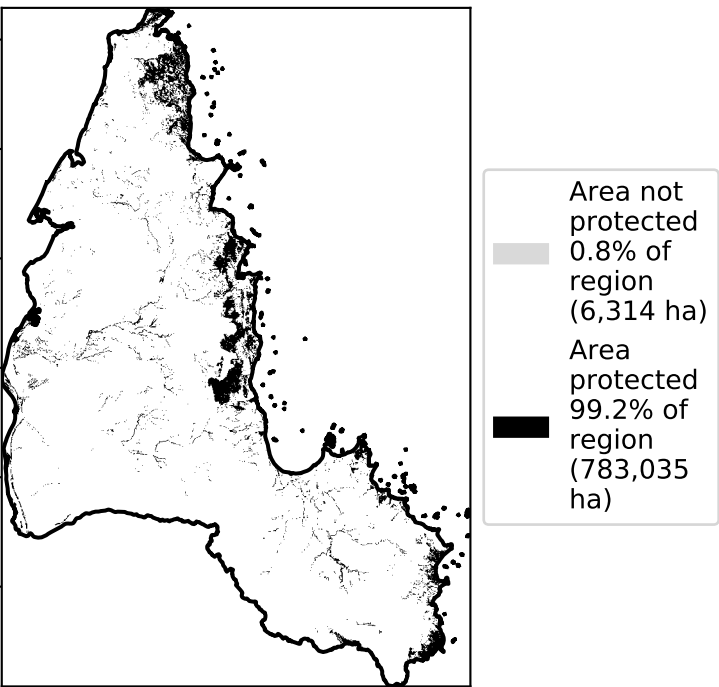 Area not
protected
0.8% of
region
(6,314 ha)
Area
protected
99.2% of
region
(783,035
ha)